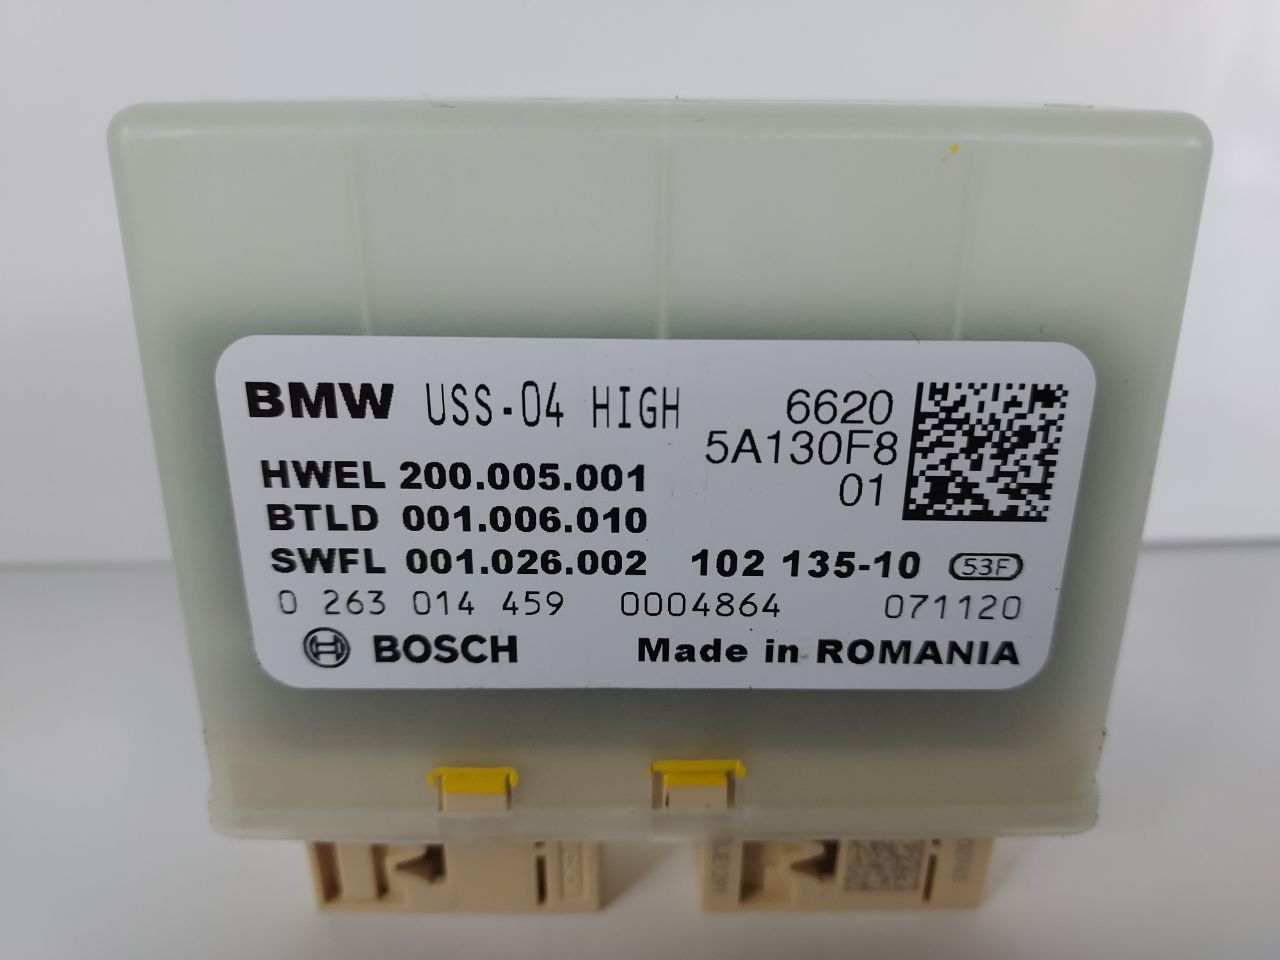 BMW USS-04 HIGH 6620
5A130F8
HWEL 200.005.001 01
BTLD 001.006.010
SWFL 001.026.002 102 135-10 53F
0 263 014 459 0004864 071120
BOSCH Made in ROMANIA